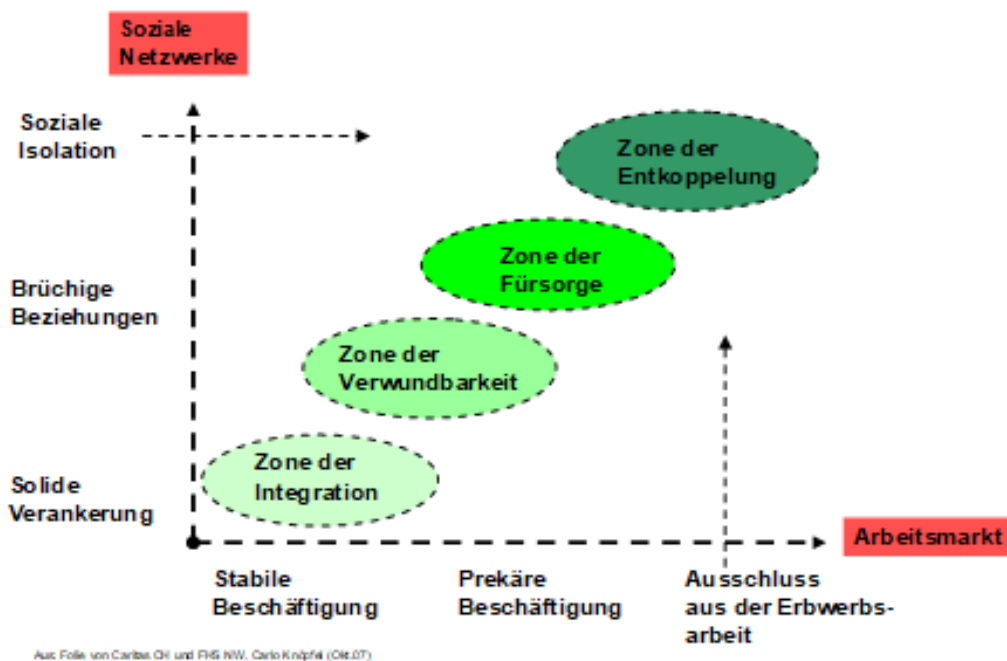 Soziale
Netzwerke
Soziale
Isolation
Zone der
Entkoppelung
Zone der
Fürsorge
Brüchige
Beziehungen
Zone der
Verwundbarkeit
Zone der
Integration
Solide
Verankerung
Arbeitsmarkt
Stabile
Beschäftigung
Prekäre
Beschäftigung
Ausschluss
aus der Erbwerbs-
arbeit
Aus: Folie von Caritas CH und FHS NW, Carlo Knöpfel (Okt.07)